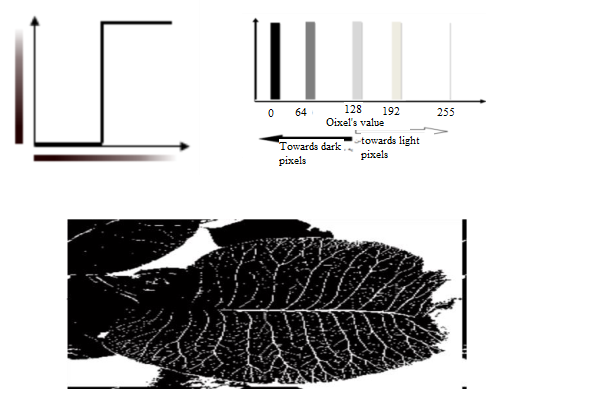 0 64 128 192 255
Oixel's value
Towards dark towards light
pixels pixels